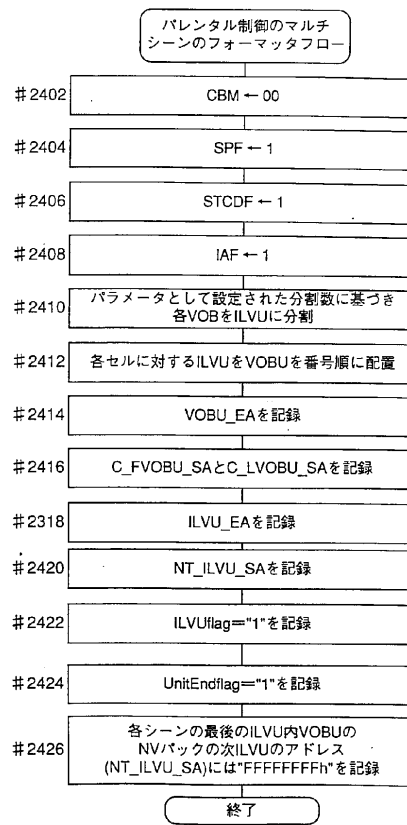 パレンタル制御のマルチ
シーンのフォーマッタフロー
#2402
CBM ← 00
#2404
SPF ← 1
#2406
STCDF ← 1
#2408
IAF ← 1
#2410
パラメータとして設定された分割数に基づき
各VOBをILVUに分割
#2412
各セルに対するILVUをVOBUを番号順に配置
#2414
VOBU_EAを記録
#2416
C_FVOBU_SAとC_LVOBU_SAを記録
#2318
ILVU_EAを記録
#2420
NT_ILVU_SAを記録
#2422
ILVUflag="1"を記録
#2424
UnitEndflag="1"を記録
#2426
各シーンの最後のILVU内VOBUの
NVパックの次ILVUのアドレス
(NT_ILVU_SA)には"FFFFFFFFh"を記録
終了